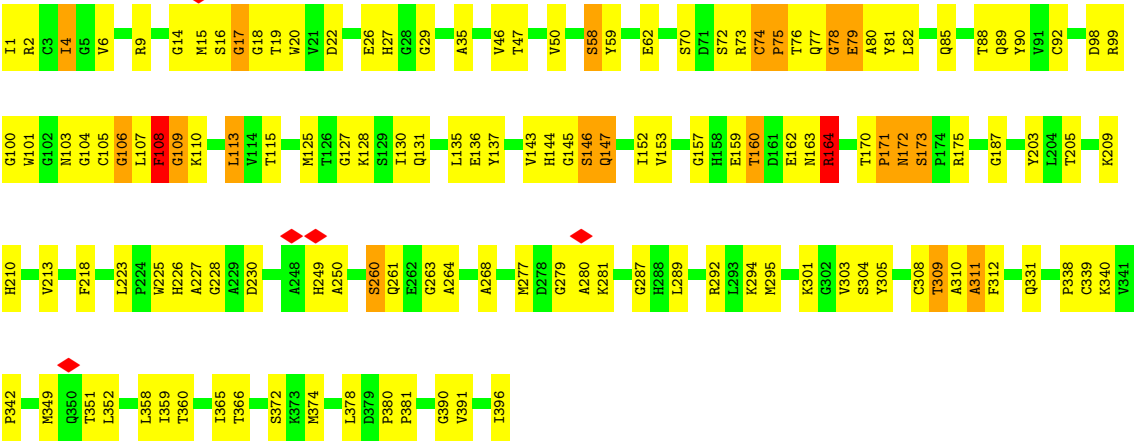 I1 R2 C3 I4 G5 V6 R9 G14 M15 S16 G17 G18 T19 W20 V21 D22 E26 H27 G28 G29 A35 V46 T47 V50 S58 Y59 E62 S70 D71 S72 R73 C74 P75 T76 Q77 G78 E79 A80 Y81 L82 Q85 T88 Q89 Y90 V91 C92 D98 R99
G100 W101 G102 N103 G104 C105 G106 L107 F108 G109 K110 L113 V114 T115 M125 T126 G127 K128 S129 I130 Q131 L135 E136 Y137 V143 H144 G145 S146 Q147 I152 V153 G157 H158 E159 T160 D161 E162 N163 R164 T170 P171 N172 S173 P174 R175 G187 Y203 L204 T205 K209
H210 V213 F218 L223 P224 W225 H226 A227 G228 A229 D230 A248 H249 A250 S260 Q261 E262 G263 A264 A268 M277 D278 G279 A280 K281 G287 H288 L289 R292 L293 K294 M295 K301 G302 V303 S304 Y305 C308 T309 A310 A311 F312 Q331 P338 C339 K340 V341
P342 M349 Q350 T351 L352 L358 I359 T360 I365 T366 S372 K373 M374 L378 D379 P380 P381 G390 V391 I396